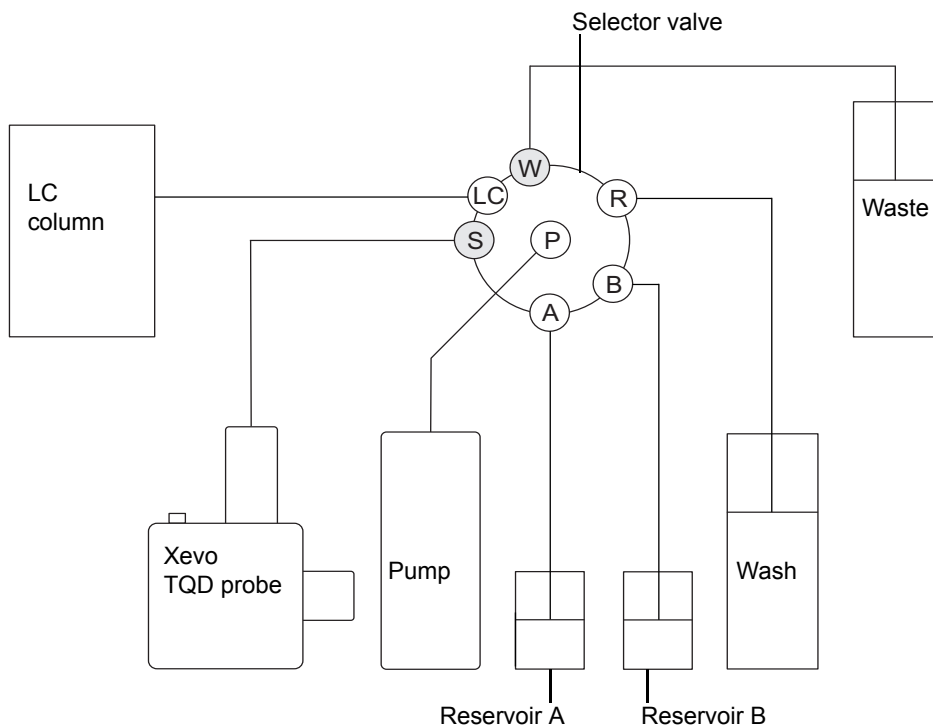 Selector valve
W
LC
column
LC
R
Waste
S
P
B
A
Xevo
TQD probe
Pump
Wash
Reservoir A
Reservoir B